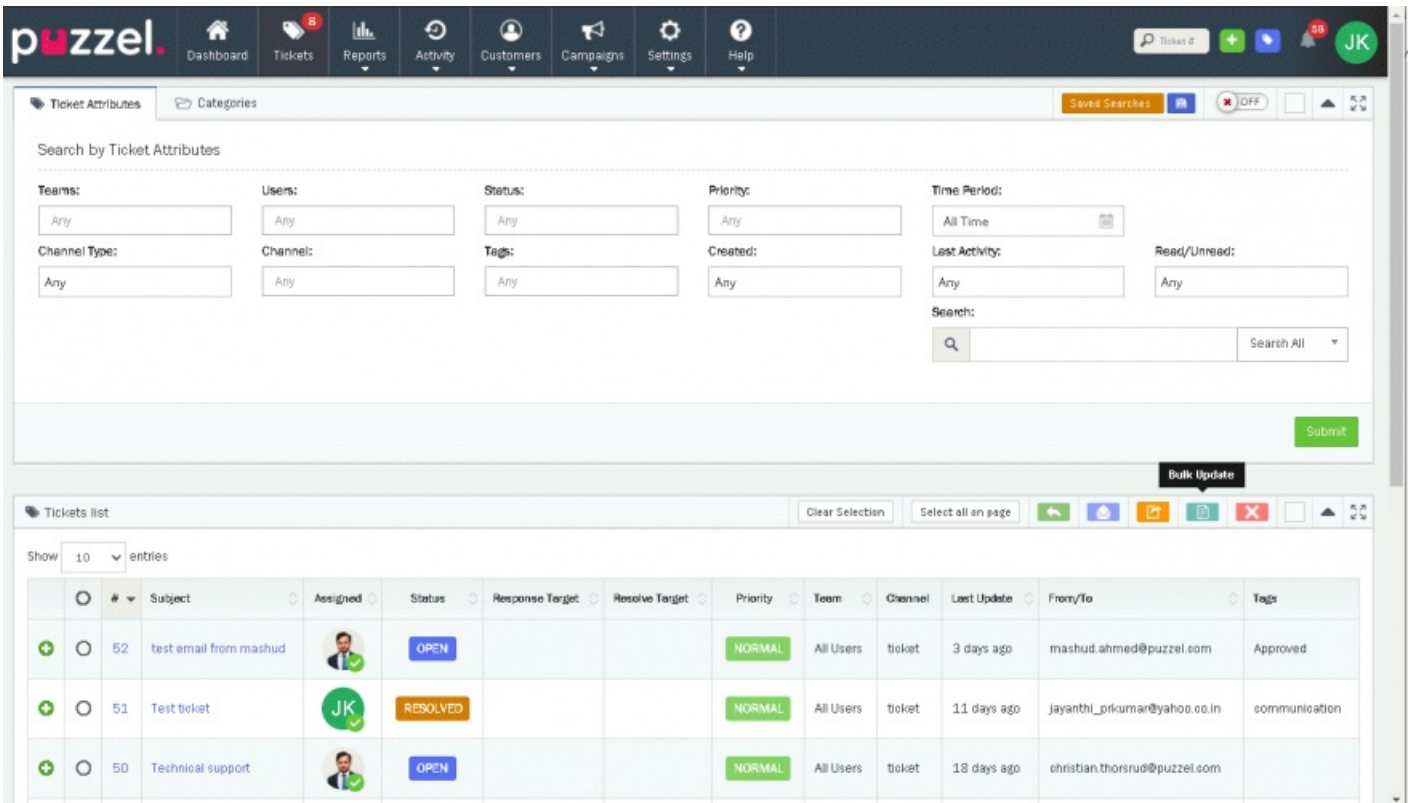 puzzel.
Dashboard Tickets 8 Reports Activity Customers Campaigns Settings Help Ticket # 58 JK
Ticket Attributes Categories Saved Searches OFF
Search by Ticket Attributes
Teams: Users: Status: Priority: Time Period:
Any Any Any Any All Time
Channel Type: Channel: Tags: Created: Last Activity: Read/Unread:
Any Any Any Any Any Any
Search:
Search All
Submit
Bulk Update
Tickets list Clear Selection Select all on page
Show 10 entries
# Subject Assigned Status Response Target Resolve Target Priority Team Channel Last Update From/To Tags
52 test email from mashud OPEN NORMAL All Users ticket 3 days ago mashud.ahmed@puzzel.com Approved
51 Test ticket JK RESOLVED NORMAL All Users ticket 11 days ago jayanthi_prkumar@yahoo.co.in communication
50 Technical support OPEN NORMAL All Users ticket 18 days ago christian.thorsrud@puzzel.com